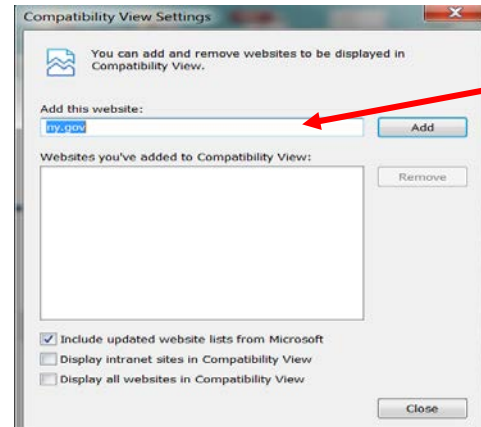 Compatibility View Settings
You can add and remove websites to be displayed in
Compatibility View.
Add this website:
ny.gov
Add
Websites you've added to Compatibility View:
Remove
Include updated website lists from Microsoft
Display intranet sites in Compatibility View
Display all websites in Compatibility View
Close